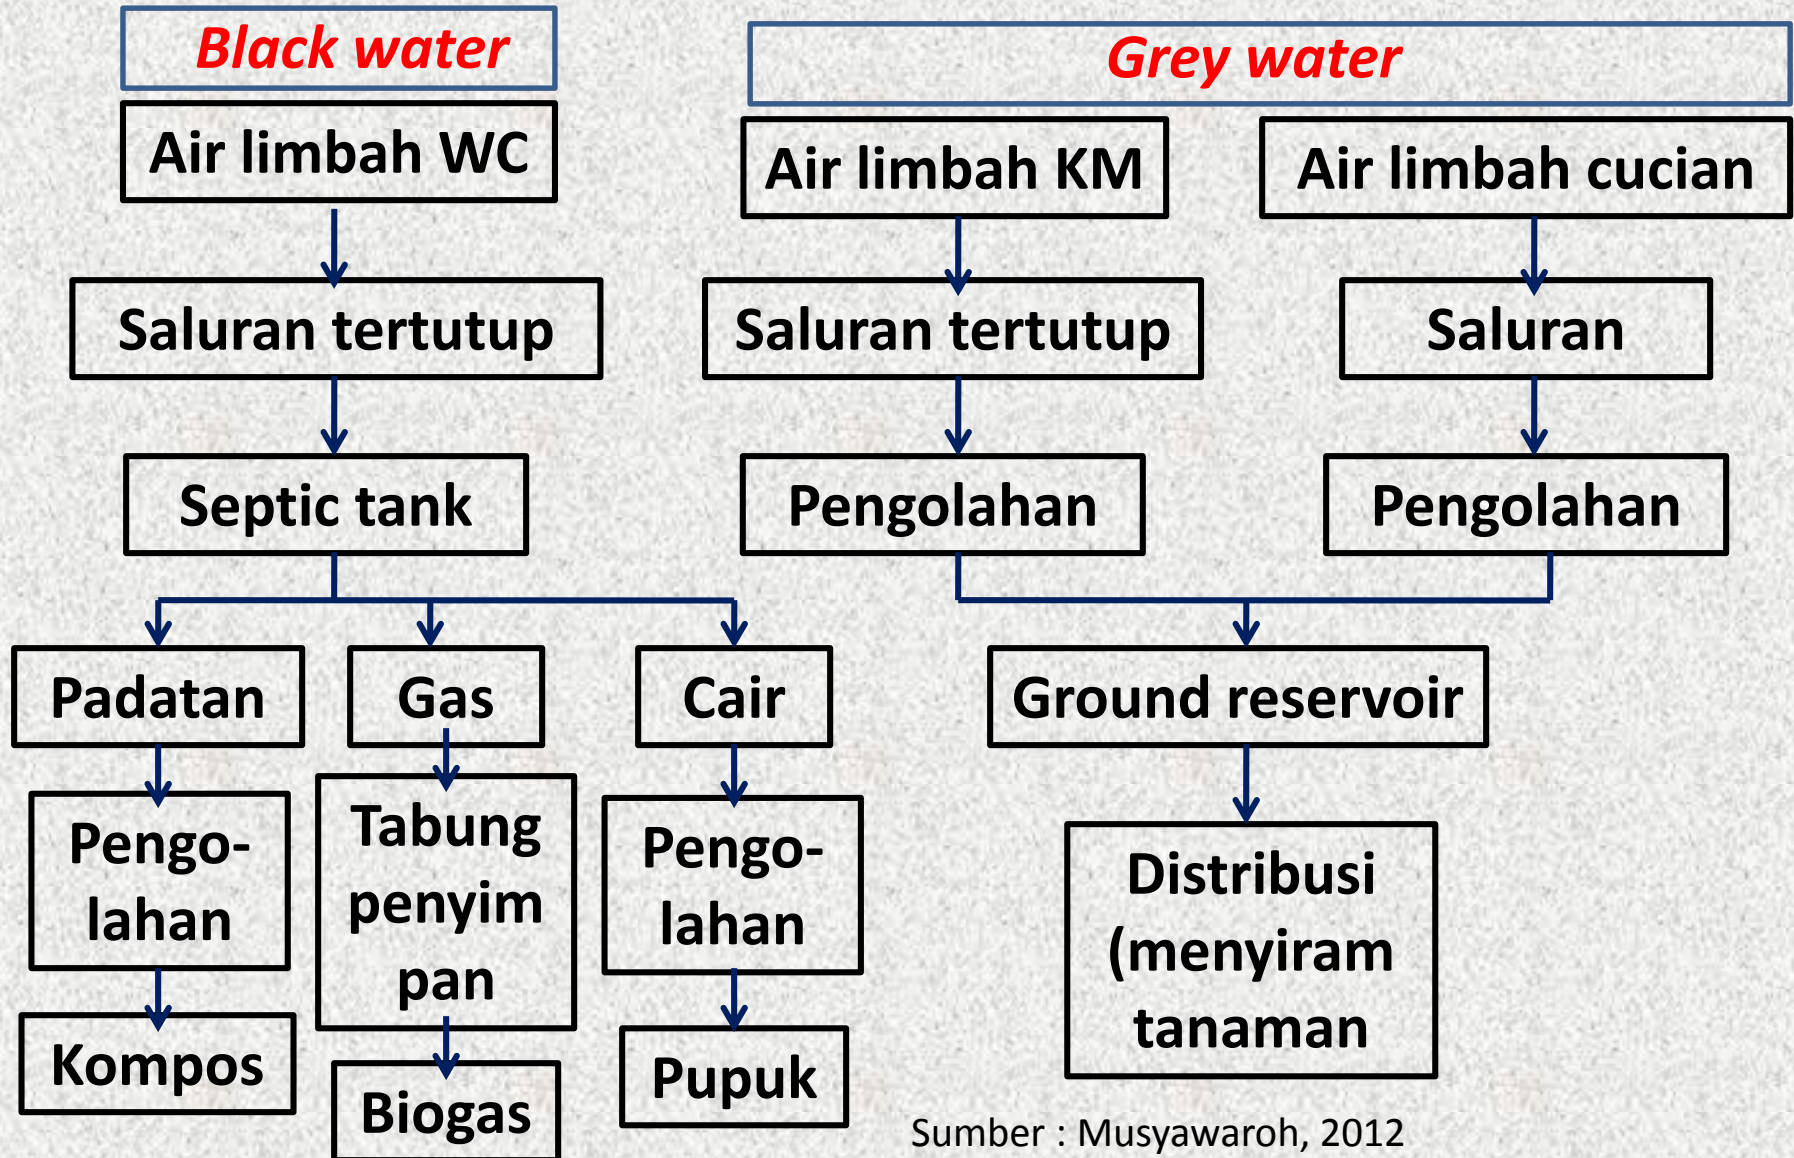 Black water
Grey water
Air limbah WC
Air limbah KM
Air limbah cucian
Saluran tertutup
Saluran tertutup
Saluran
Septic tank
Pengolahan
Pengolahan
Padatan
Gas
Cair
Ground reservoir
Pengo-
lahan
Tabung
penyim
pan
Pengo-
lahan
Distribusi
(menyiram
tanaman
Kompos
Biogas
Pupuk
Sumber : Musyawaroh, 2012